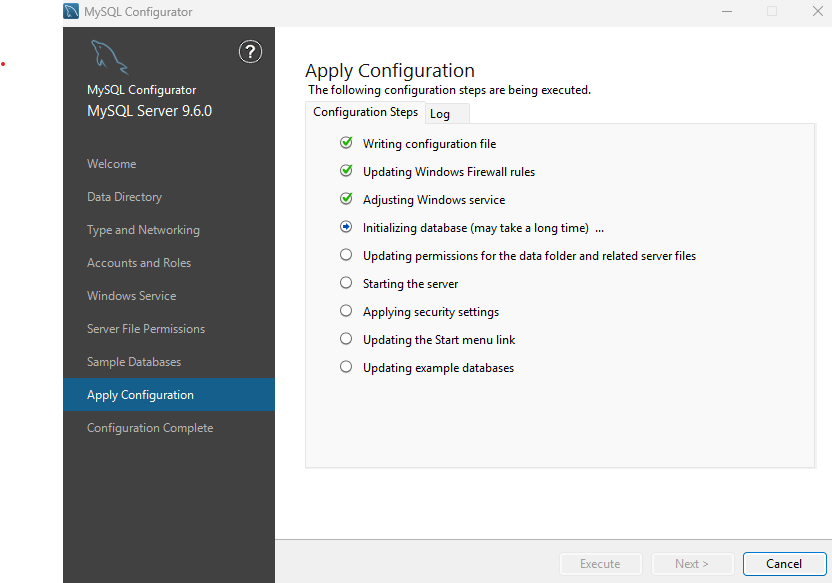 MySQL Configurator
?
MySQL Configurator
MySQL Server 9.6.0
Welcome
Data Directory
Type and Networking
Accounts and Roles
Windows Service
Server File Permissions
Sample Databases
Apply Configuration
Configuration Complete
Apply Configuration
The following configuration steps are being executed.
Configuration Steps Log
Writing configuration file
Updating Windows Firewall rules
Adjusting Windows service
Initializing database (may take a long time) ...
Updating permissions for the data folder and related server files
Starting the server
Applying security settings
Updating the Start menu link
Updating example databases
Execute Next > Cancel